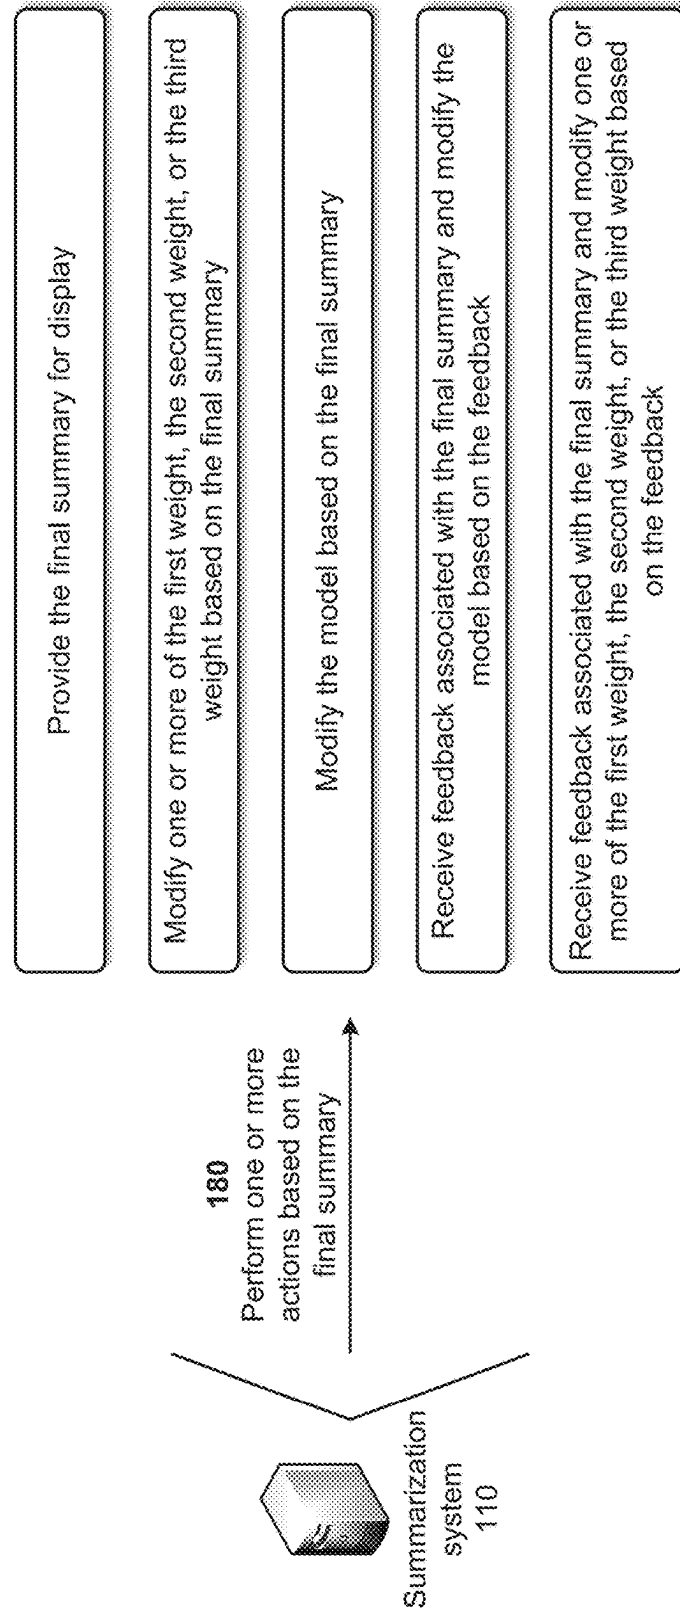 Summarization
system
110
180
Perform one or more
actions based on the
final summary
Provide the final summary for display
Modify one or more of the first weight, the second weight, or the third
weight based on the final summary
Modify the model based on the final summary
Receive feedback associated with the final summary and modify the
model based on the feedback
Receive feedback associated with the final summary and modify one or
more of the first weight, the second weight, or the third weight based
on the feedback